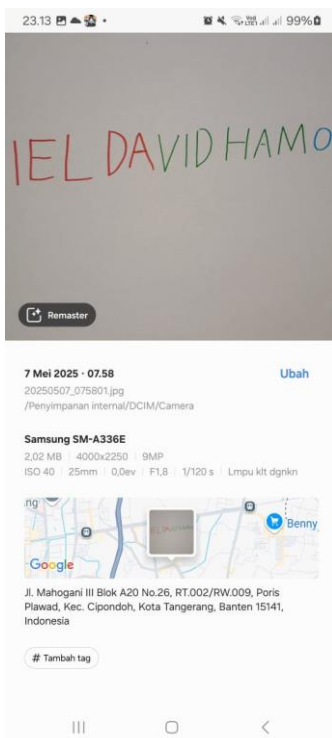 23.13 99%
IEL DAVID HAMO
Remaster
7 Mei 2025 · 07.58 Ubah
20250507_075801.jpg
/Penyimpanan internal/DCIM/Camera
Samsung SM-A336E
2,02 MB 4000x2250 9MP
ISO 40 25mm 0,0ev F1,8 1/120 s Lmpu klt dgnkn
ng
Benny
Google
Jl. Mahogani III Blok A20 No.26, RT.002/RW.009, Poris
Plawad, Kec. Cipondoh, Kota Tangerang, Banten 15141,
Indonesia
# Tambah tag